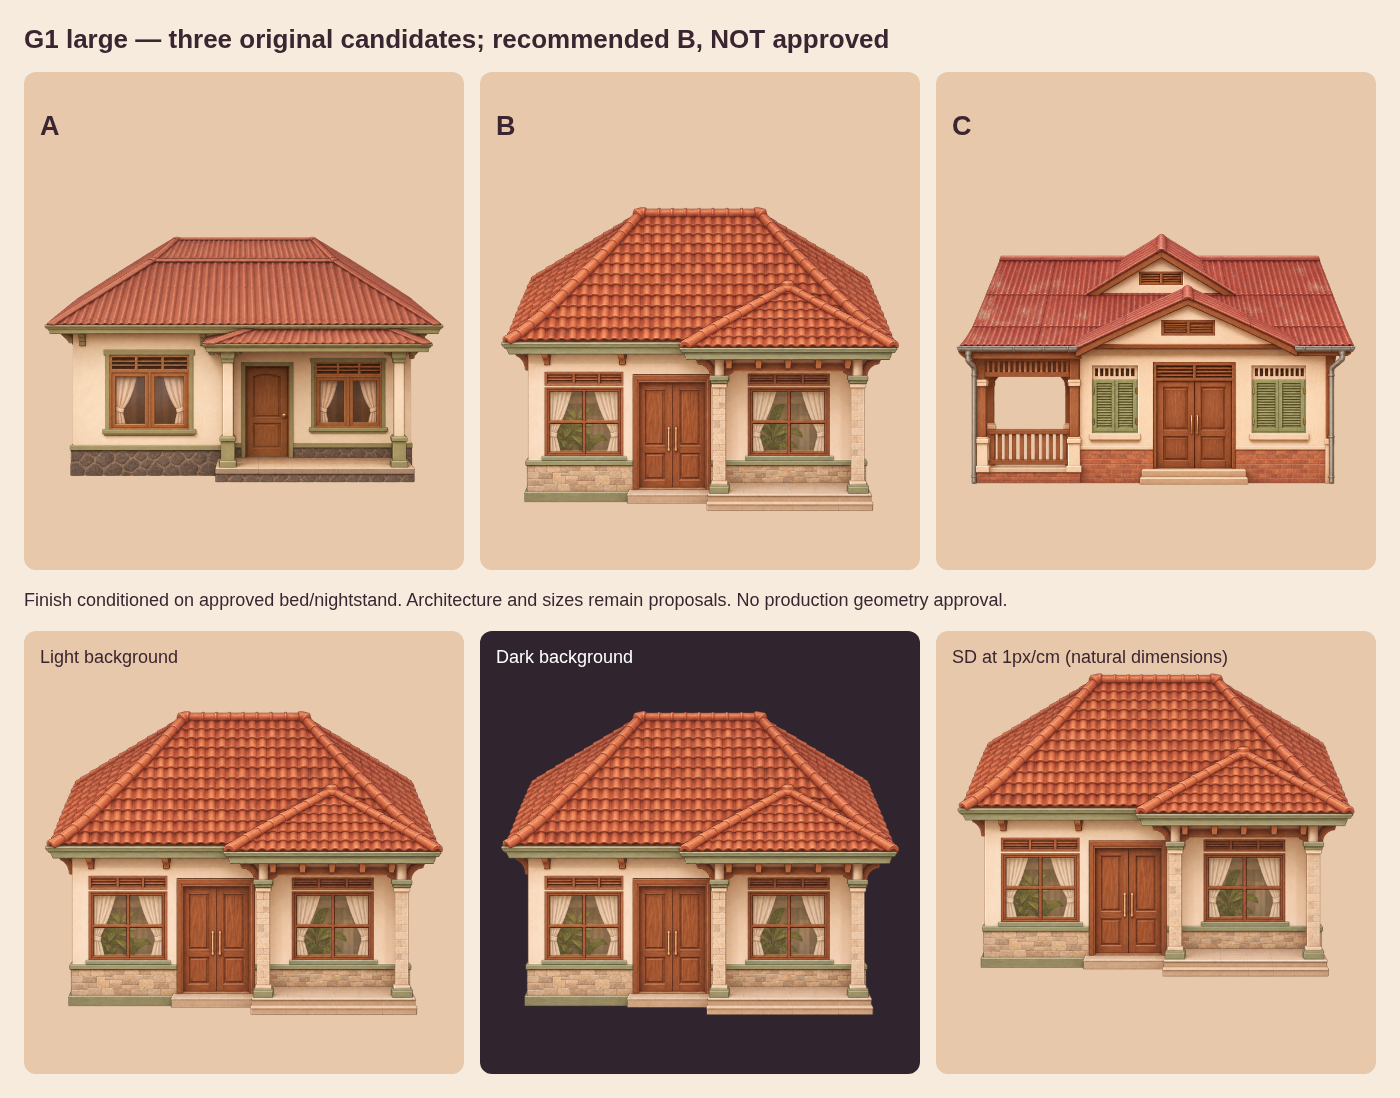 G1 large — three original candidates; recommended B, NOT approved
A
B
C
Finish conditioned on approved bed/nightstand. Architecture and sizes remain proposals. No production geometry approval.
Light background
Dark background
SD at 1px/cm (natural dimensions)